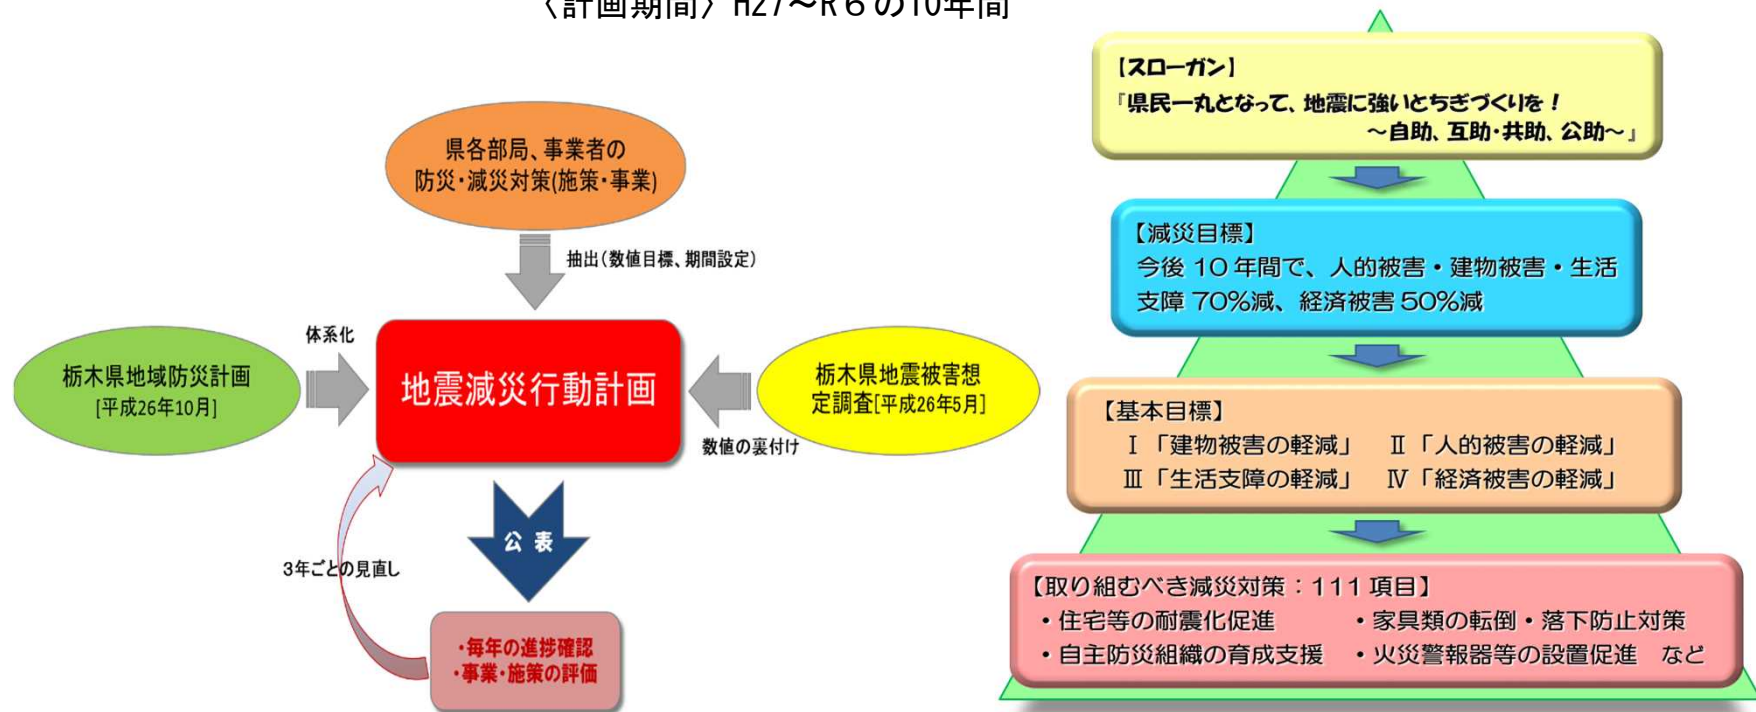 〈計画期間〉H27～R６の10年間
県各部局、事業者の
防災・減災対策(施策・事業)
抽出(数値目標、期間設定)
体系化
栃木県地域防災計画
[平成26年10月]
地震減災行動計画
栃木県地震被害想
定調査[平成26年5月]
数値の裏付け
公 表
3年ごとの見直し
・毎年の進捗確認
・事業・施策の評価
【スローガン】
『県民一丸となって、地震に強いとちぎづくりを！
～自助、互助・共助、公助～』
【減災目標】
今後 10 年間で、人的被害・建物被害・生活
支障 70%減、経済被害 50%減
【基本目標】
Ⅰ「建物被害の軽減」　Ⅱ「人的被害の軽減」
Ⅲ「生活支障の軽減」　Ⅳ「経済被害の軽減」
【取り組むべき減災対策：111 項目】
・住宅等の耐震化促進　・家具類の転倒・落下防止対策
・自主防災組織の育成支援　・火災警報器等の設置促進　など